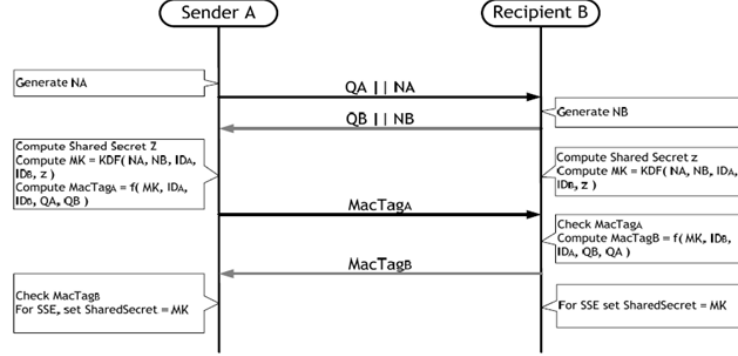 Sender A
Recipient B
Generate NA
QA || NA
Generate NB
QB || NB
Compute Shared Secret Z
Compute MK = KDF( NA, NB, IDA,
IDB, z )
Compute MacTagA = f( MK, IDA,
IDB, QA, QB )
Compute Shared Secret z
Compute MK = KDF( NA, NB, IDA,
IDB, z )
MacTagA
Check MacTagA
Compute MacTagB = f( MK, IDB,
IDA, QB, QA )
MacTagB
Check MacTagB
For SSE, set SharedSecret = MK
For SSE set SharedSecret = MK